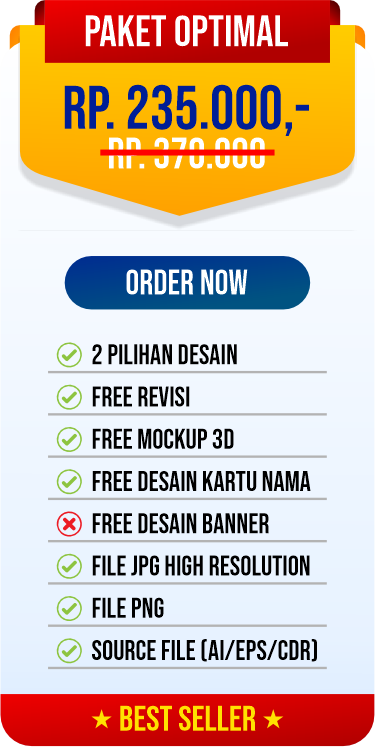 PAKET OPTIMAL
RP. 235.000,-
RP. 370.000
ORDER NOW
2 PILIHAN DESAIN
FREE REVISI
FREE MOCKUP 3D
FREE DESAIN KARTU NAMA
FREE DESAIN BANNER
FILE JPG HIGH RESOLUTION
FILE PNG
SOURCE FILE (AI/EPS/CDR)
★ BEST SELLER ★